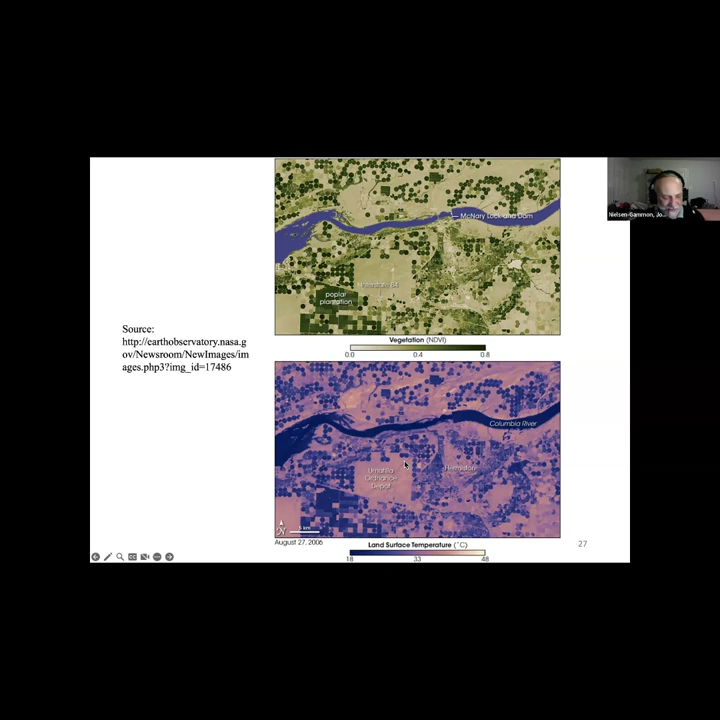 McNary Lock and Dam
Interstate 84
poplar
plantation
Vegetation (NDVI)
0.0 0.4 0.8
Source:
http://earthobservatory.nasa.g
ov/Newsroom/NewImages/im
ages.php3?img_id=17486
Nielsen-Gammon, Jo...
Columbia River
Umatilla
Ordnance
Depot
Hermiston
N
5 km
August 27, 2006
Land Surface Temperature (°C)
18 33 48
27